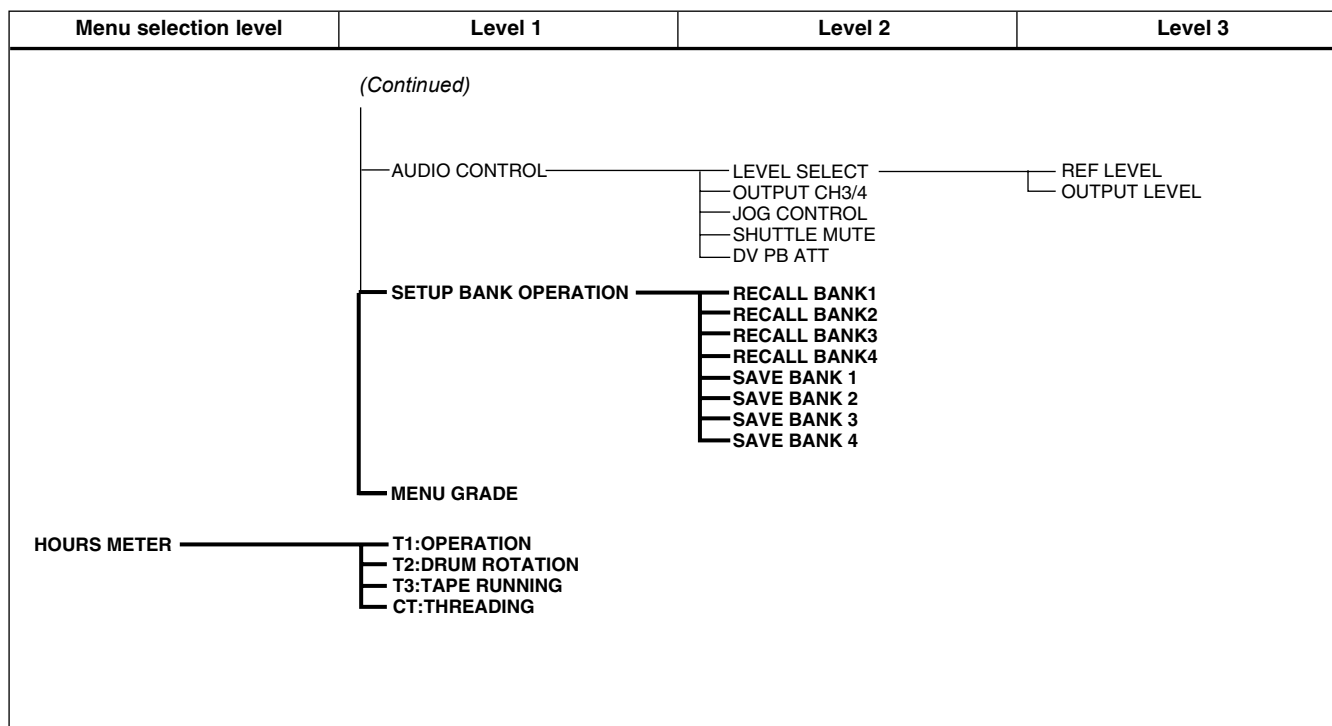 Menu selection level Level 1 Level 2 Level 3
(Continued)
AUDIO CONTROL LEVEL SELECT REF LEVEL
OUTPUT CH3/4 OUTPUT LEVEL
JOG CONTROL
SHUTTLE MUTE
DV PB ATT
SETUP BANK OPERATION RECALL BANK1
RECALL BANK2
RECALL BANK3
RECALL BANK4
SAVE BANK 1
SAVE BANK 2
SAVE BANK 3
SAVE BANK 4
MENU GRADE
HOURS METER T1:OPERATION
T2:DRUM ROTATION
T3:TAPE RUNNING
CT:THREADING